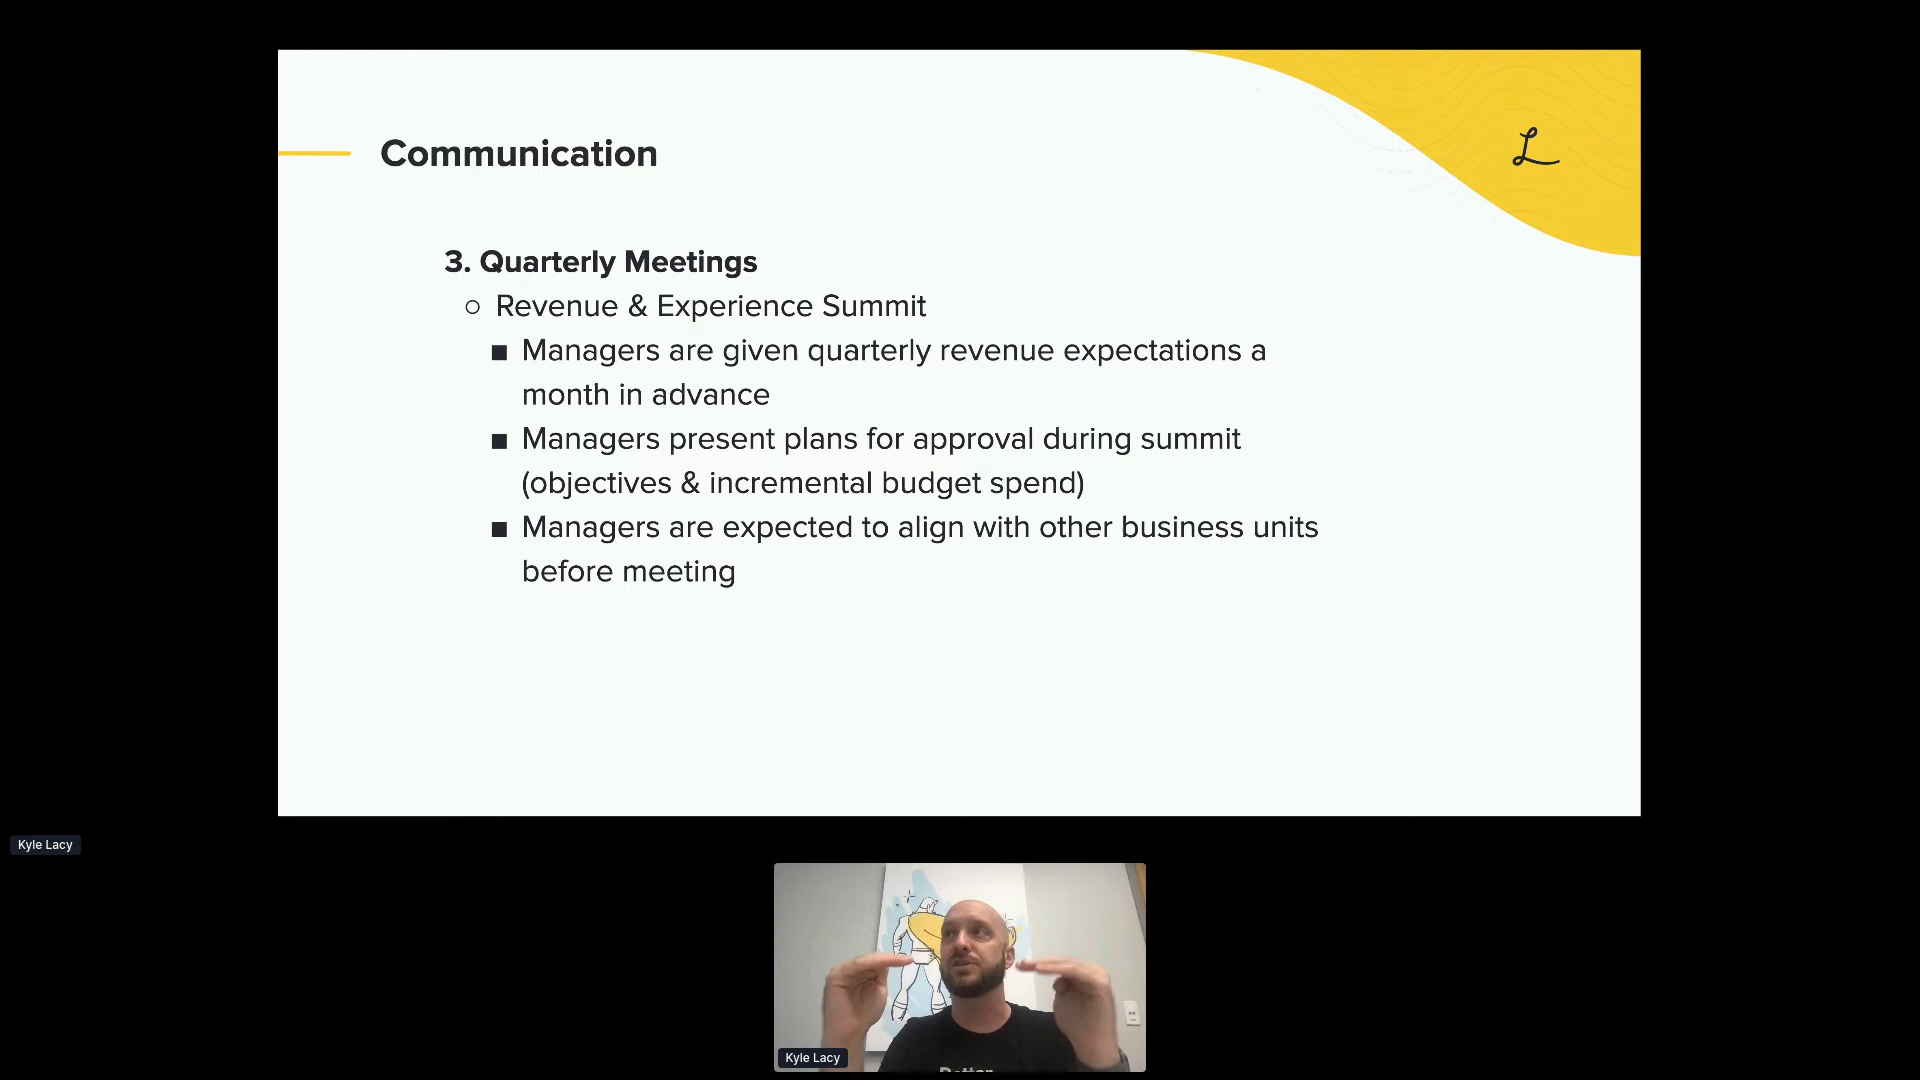 Communication
3. Quarterly Meetings
○ Revenue & Experience Summit
■ Managers are given quarterly revenue expectations a
month in advance
■ Managers present plans for approval during summit
(objectives & incremental budget spend)
■ Managers are expected to align with other business units
before meeting
Kyle Lacy
Kyle Lacy